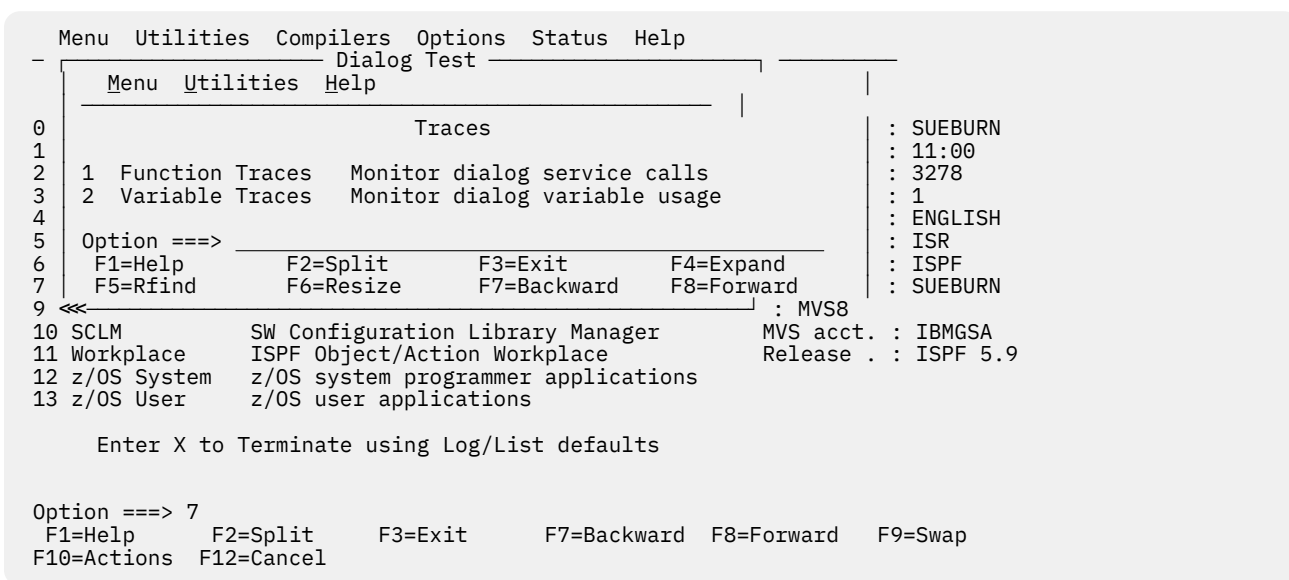 Menu  Utilities  Compilers  Options  Status  Help
Dialog Test
Menu  Utilities  Help
0  Traces  : SUEBURN
1  : 11:00
2  1  Function Traces   Monitor dialog service calls  : 3278
3  2  Variable Traces   Monitor dialog variable usage  : 1
4  : ENGLISH
5  Option ===>  : ISR
6  F1=Help        F2=Split       F3=Exit        F4=Expand  : ISPF
7  F5=Rfind       F6=Resize      F7=Backward    F8=Forward  : SUEBURN
9 <<<  : MVS8
10 SCLM          SW Configuration Library Manager        MVS acct. : IBMGSA
11 Workplace     ISPF Object/Action Workplace            Release . : ISPF 5.9
12 z/OS System   z/OS system programmer applications
13 z/OS User     z/OS user applications
Enter X to Terminate using Log/List defaults
Option ===> 7
F1=Help      F2=Split     F3=Exit      F7=Backward  F8=Forward   F9=Swap
F10=Actions  F12=Cancel